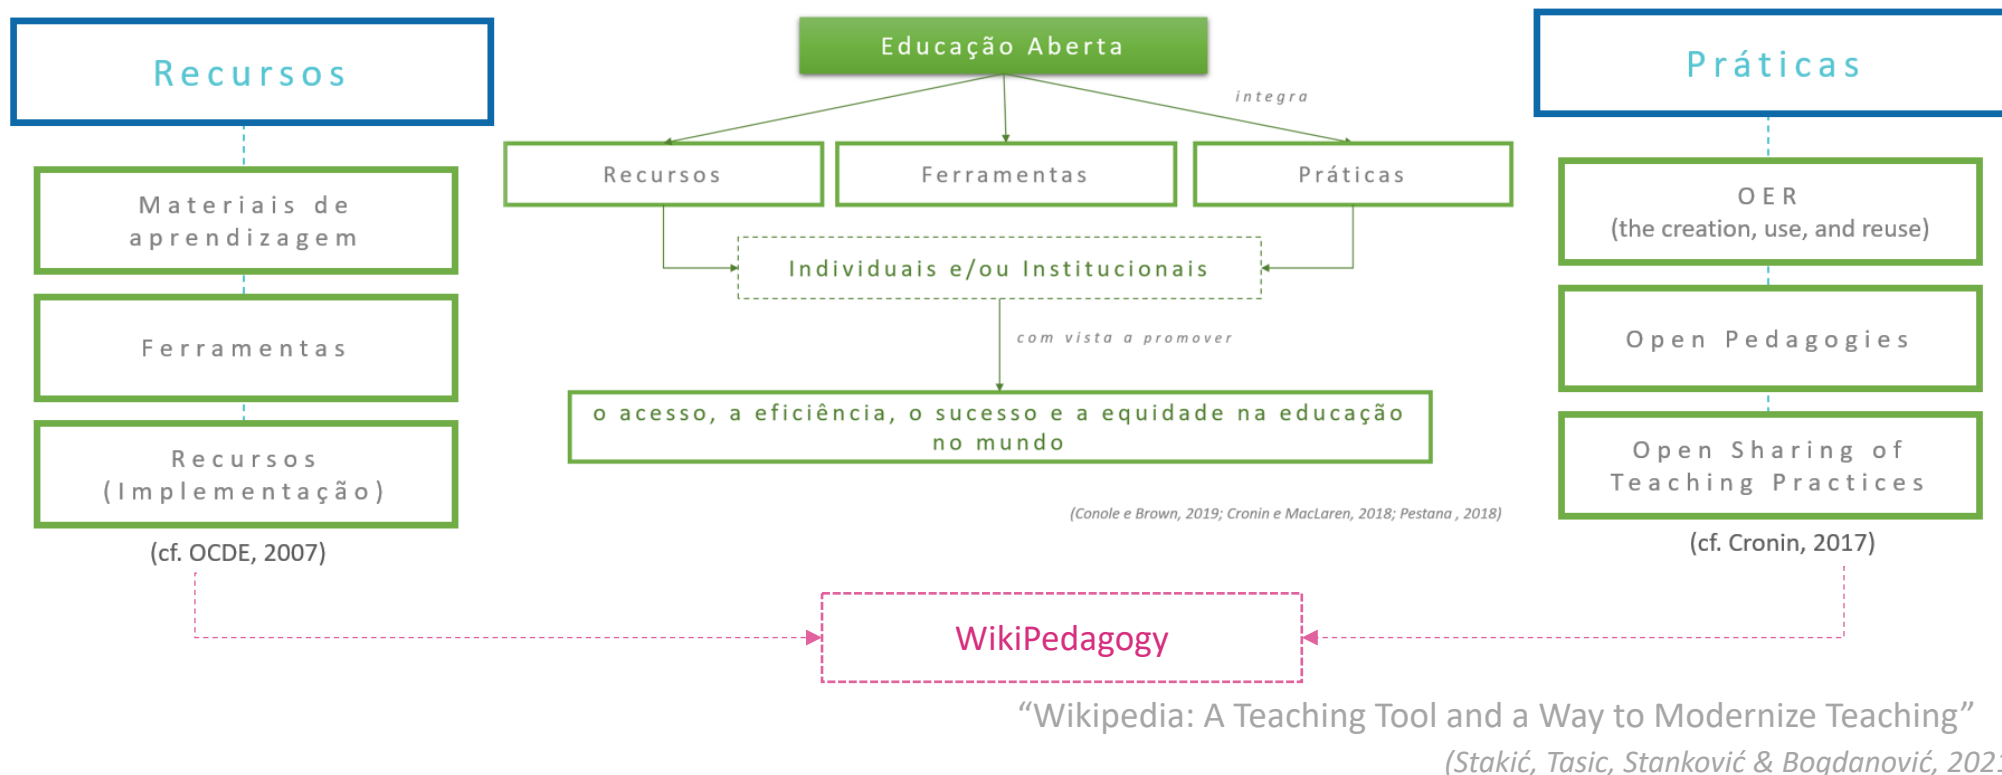 Recursos
Materiais de
aprendizagem
Ferramentas
Recursos
(Implementação)
(cf. OCDE, 2007)
Educação Aberta
integra
Recursos
Ferramentas
Práticas
Individuais e/ou Institucionais
com vista a promover
o acesso, a eficiência, o sucesso e a equidade na educação
no mundo
(Conole e Brown, 2019; Cronin e MacLaren, 2018; Pestana , 2018)
Práticas
OER
(the creation, use, and reuse)
Open Pedagogies
Open Sharing of
Teaching Practices
(cf. Cronin, 2017)
WikiPedagogy
“Wikipedia: A Teaching Tool and a Way to Modernize Teaching”
(Stakić, Tasic, Stanković & Bogdanović, 2021